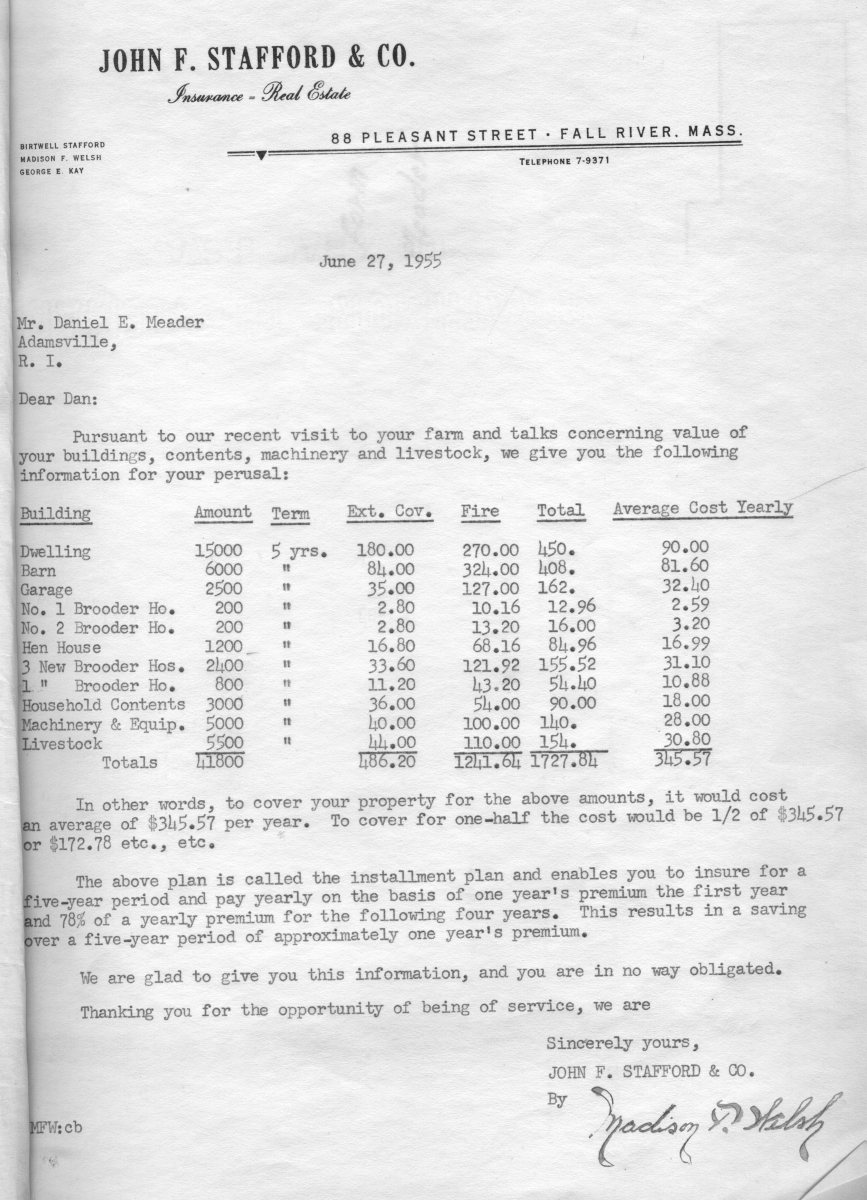 JOHN F. STAFFORD & CO.
Insurance - Real Estate
88 PLEASANT STREET · FALL RIVER. MASS.
TELEPHONE 7-9371
BIRTWELL STAFFORD
MADISON F. WELSH
GEORGE E. KAY
June 27, 1955
Mr. Daniel E. Meader
Adamsville,
R. I.
Dear Dan:
Pursuant to our recent visit to your farm and talks concerning value of
your buildings, contents, machinery and livestock, we give you the following
information for your perusal:
Building Amount Term Ext. Cov. Fire Total Average Cost Yearly
Dwelling 15000 5 yrs. 180.00 270.00 450. 90.00
Barn 6000 " 84.00 324.00 408. 81.60
Garage 2500 " 35.00 127.00 162. 32.40
No. 1 Brooder Ho. 200 " 2.80 10.16 12.96 2.59
No. 2 Brooder Ho. 200 " 2.80 13.20 16.00 3.20
Hen House 1200 " 16.80 68.16 84.96 16.99
3 New Brooder Hos. 2400 " 33.60 121.92 155.52 31.10
1 " Brooder Ho. 800 " 11.20 43.20 54.40 10.88
Household Contents 3000 " 36.00 54.00 90.00 18.00
Machinery & Equip. 5000 " 40.00 100.00 140. 28.00
Livestock 5500 " 44.00 110.00 154. 30.80
Totals 41800 486.20 1241.64 1727.84 345.57
In other words, to cover your property for the above amounts, it would cost
an average of $345.57 per year. To cover for one-half the cost would be 1/2 of $345.57
or $172.78 etc., etc.
The above plan is called the installment plan and enables you to insure for a
five-year period and pay yearly on the basis of one year's premium the first year
and 78% of a yearly premium for the following four years. This results in a saving
over a five-year period of approximately one year's premium.
We are glad to give you this information, and you are in no way obligated.
Thanking you for the opportunity of being of service, we are
Sincerely yours,
JOHN F. STAFFORD & CO.
By Madison F. Welsh
MFW:cb